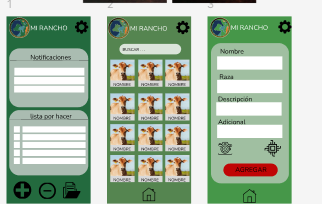 1
2
3
MI RANCHO
Notificaciones
lista por hacer
MI RANCHO
BUSCAR...
NOMBRE NOMBRE NOMBRE
NOMBRE NOMBRE NOMBRE
NOMBRE NOMBRE NOMBRE
NOMBRE NOMBRE NOMBRE
MI RANCHO
Nombre
Raza
Descripción
Adicional
AGREGAR